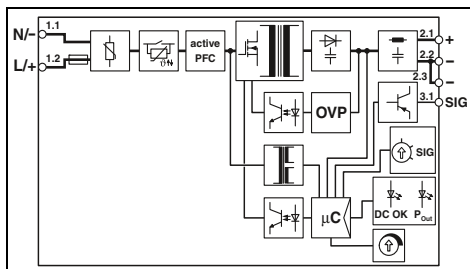 N/− 1.1
L/+ 1.2
active
PFC
2.1 +
2.2 −
2.3 −
3.1 SIG
OVP
SIG
µC
DC OK POut